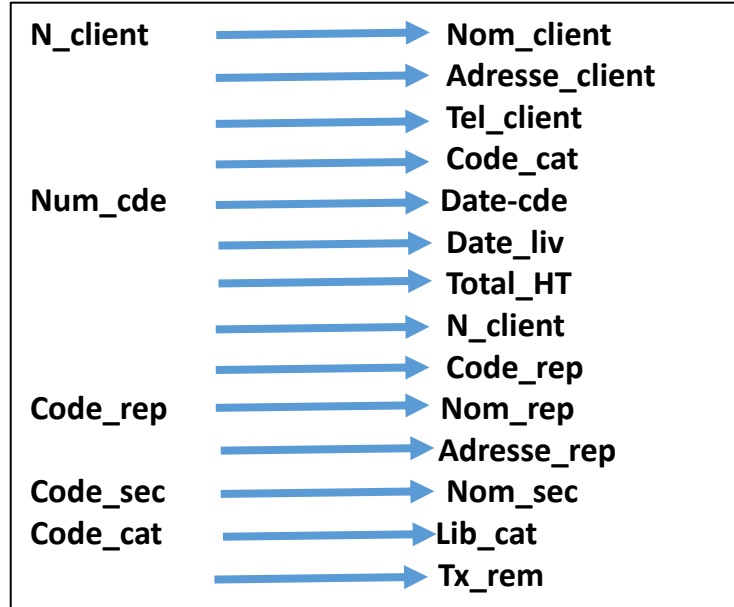 N_client Nom_client
Adresse_client
Tel_client
Code_cat
Num_cde Date-cde
Date_liv
Total_HT
N_client
Code_rep
Code_rep Nom_rep
Adresse_rep
Code_sec Nom_sec
Code_cat Lib_cat
Tx_rem